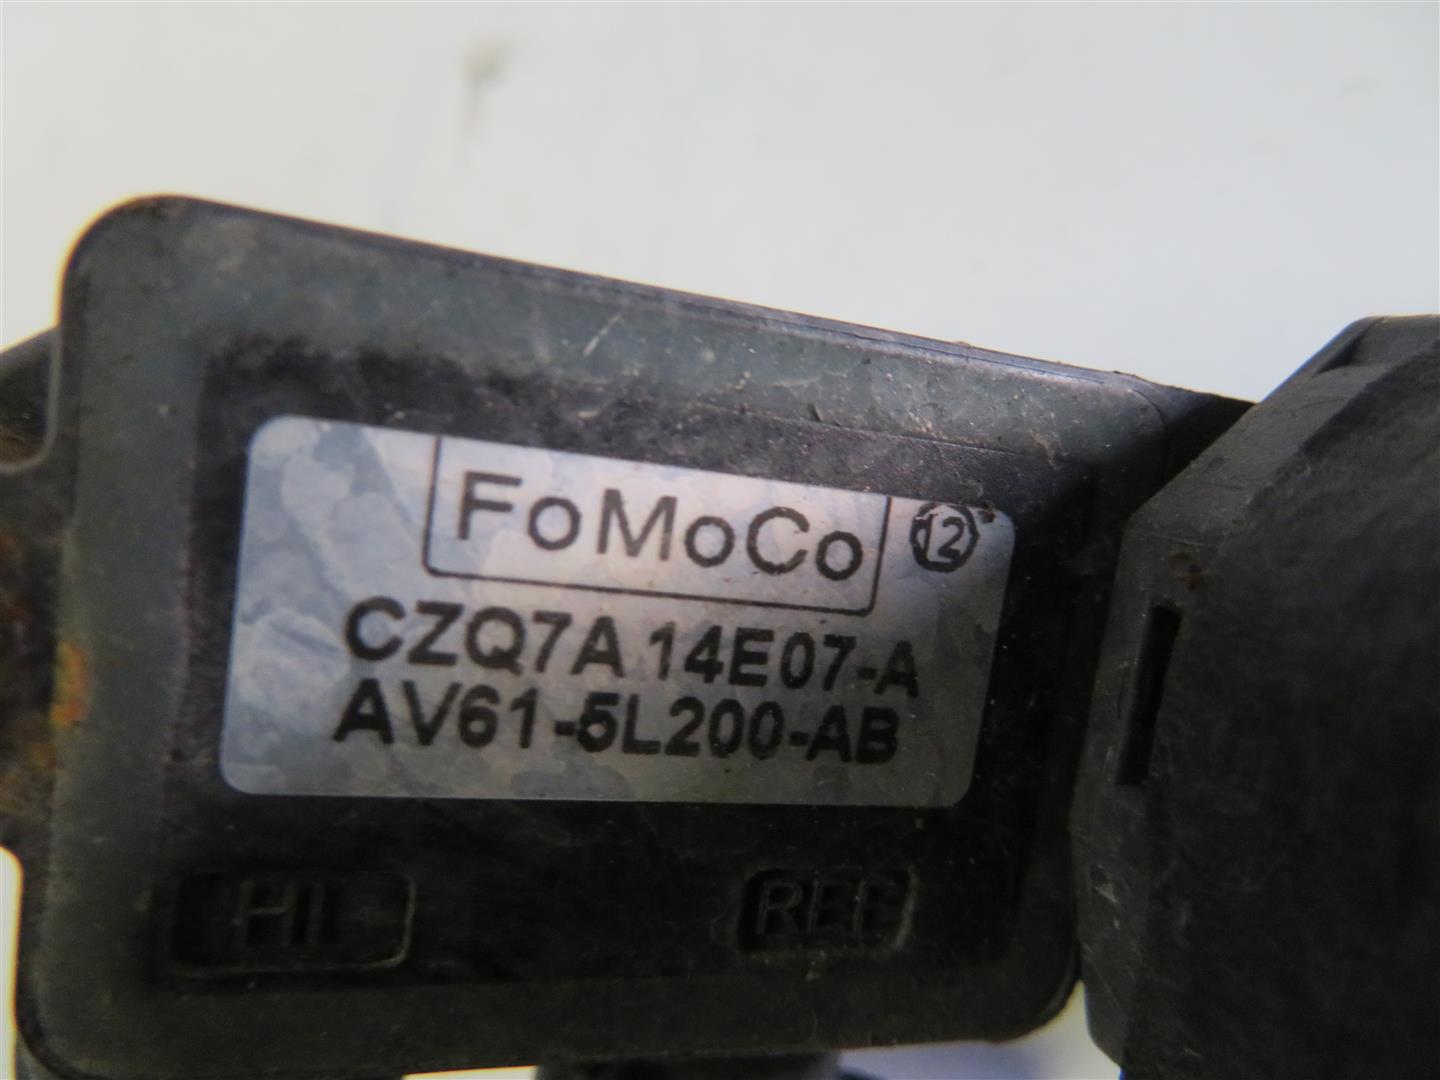 FoMoCo 12
CZQ7A 14E07-A
AV61-5L200-AB
HI REF